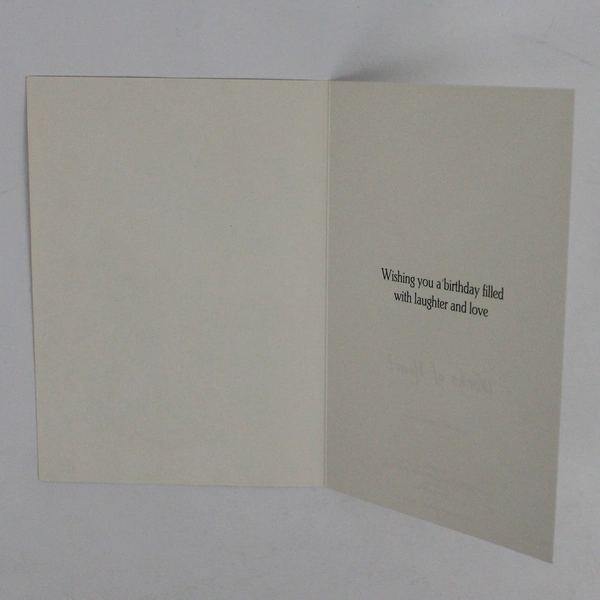 Wishing you a birthday filled
with laughter and love